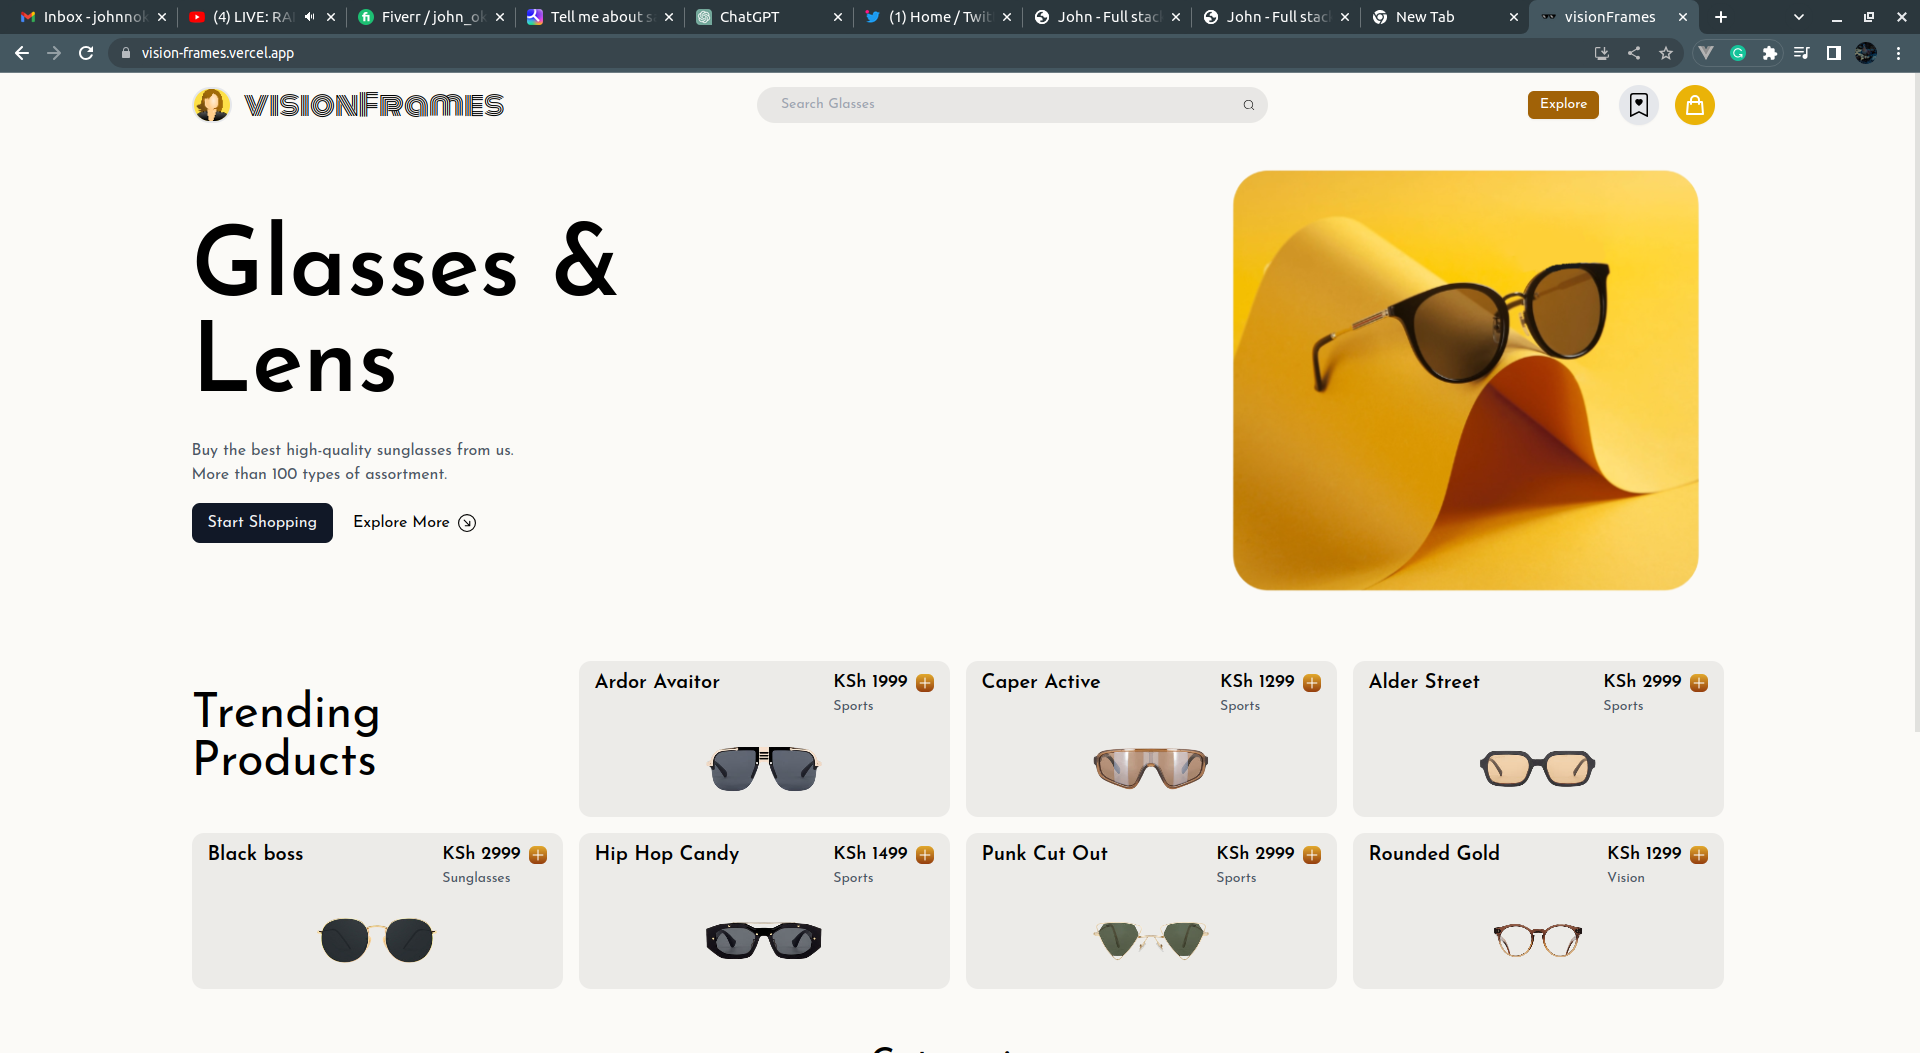 Inbox - johnnok
(4) LIVE: RA
Fiverr / john_ok
Tell me about s
ChatGPT
(1) Home / Twit
John - Full stac
John - Full stac
New Tab
visionFrames
vision-frames.vercel.app
visionFrames
Search Glasses
Explore
Glasses &
Lens
Buy the best high-quality sunglasses from us.
More than 100 types of assortment.
Start Shopping
Explore More
Trending
Products
Ardor Avaitor
KSh 1999
Sports
Caper Active
KSh 1299
Sports
Alder Street
KSh 2999
Sports
Black boss
KSh 2999
Sunglasses
Hip Hop Candy
KSh 1499
Sports
Punk Cut Out
KSh 2999
Sports
Rounded Gold
KSh 1299
Vision